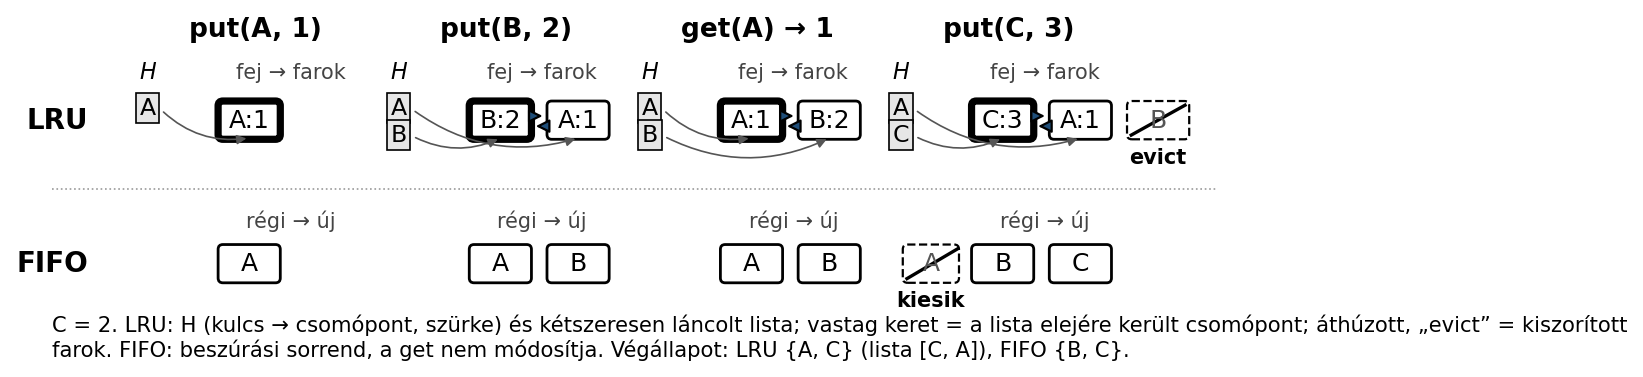 put(A, 1) put(B, 2) get(A) → 1 put(C, 3)
H fej → farok H fej → farok H fej → farok H fej → farok
LRU A A:1 A B:2 A:1 A A:1 B:2 A C:3 A:1 B
B B C
evict
régi → új régi → új régi → új régi → új
FIFO A A B A B A B C
kiesik
C = 2. LRU: H (kulcs → csomópont, szürke) és kétszeresen láncolt lista; vastag keret = a lista elejére került csomópont; áthúzott, „evict” = kiszorított
farok. FIFO: beszúrási sorrend, a get nem módosítja. Végállapot: LRU {A, C} (lista [C, A]), FIFO {B, C}.